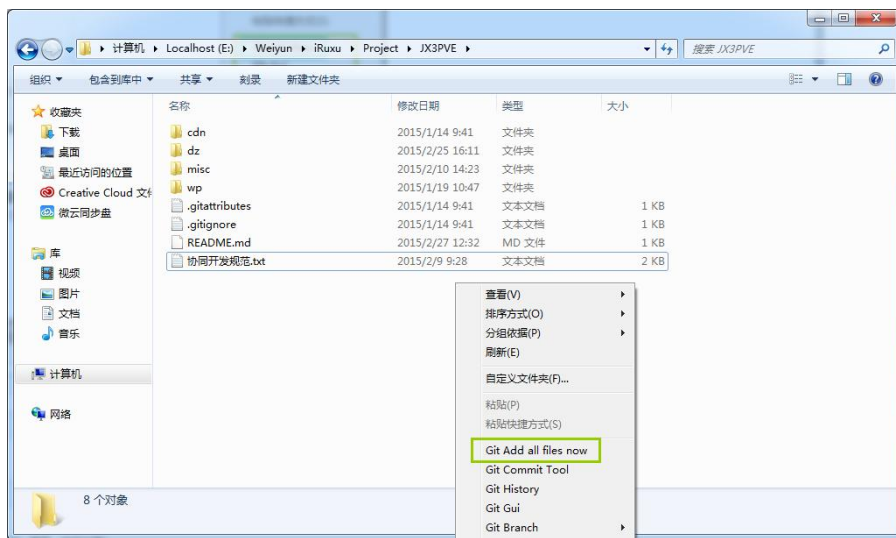 计算机 ▸ Localhost (E:) ▸ Weiyun ▸ iRuxu ▸ Project ▸ JX3PVE ▸
搜索 JX3PVE
组织 包含到库中 共享 刻录 新建文件夹
收藏夹
下载
桌面
最近访问的位置
Creative Cloud 文件
微云同步盘
库
视频
图片
文档
音乐
计算机
网络
名称 修改日期 类型 大小
cdn 2015/1/14 9:41 文件夹
dz 2015/2/25 16:11 文件夹
misc 2015/2/10 14:23 文件夹
wp 2015/1/19 10:47 文件夹
.gitattributes 2015/1/14 9:41 文本文档 1 KB
.gitignore 2015/1/14 9:41 文本文档 1 KB
README.md 2015/2/27 12:32 MD 文件 1 KB
协同开发规范.txt 2015/2/9 9:28 文本文档 2 KB
查看(V)
排序方式(O)
分组依据(P)
刷新(E)
自定义文件夹(F)...
粘贴(P)
粘贴快捷方式(S)
Git Add all files now
Git Commit Tool
Git History
Git Gui
Git Branch
8 个对象